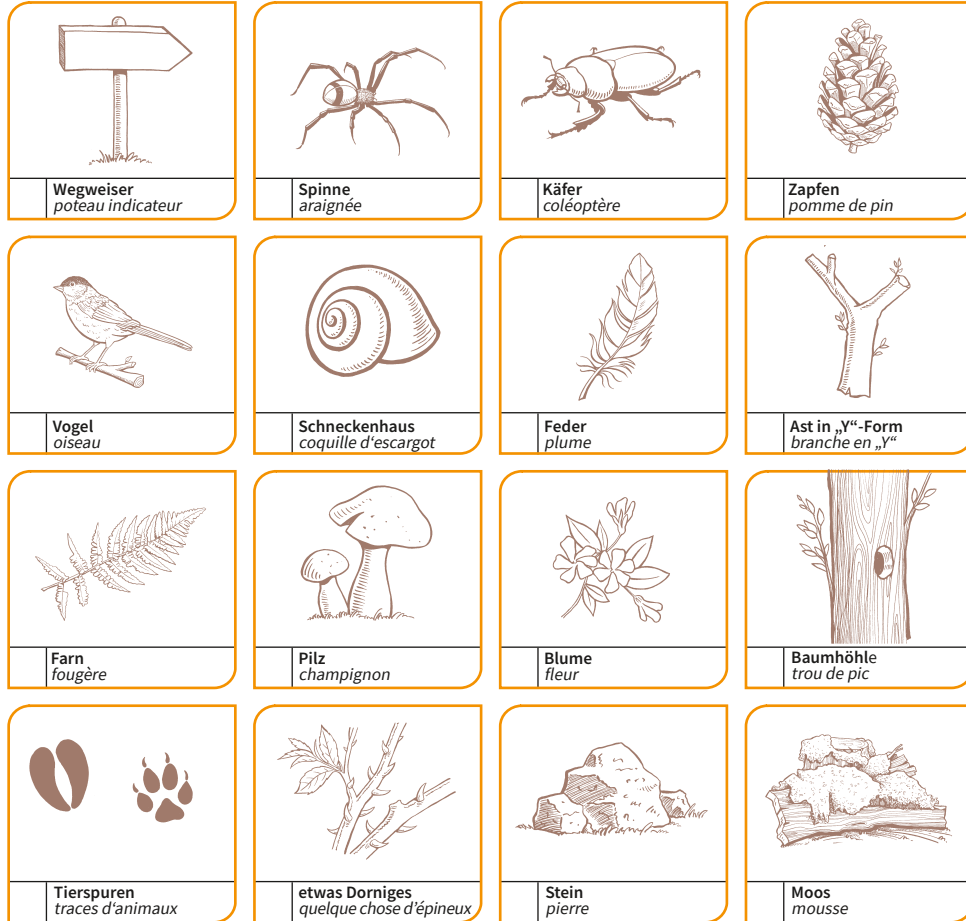 Wegweiser
poteau indicateur
Spinne
araignée
Käfer
coléoptère
Zapfen
pomme de pin
Vogel
oiseau
Schneckenhaus
coquille d‘escargot
Feder
plume
Ast in „Y“-Form
branche en „Y“
Farn
fougère
Pilz
champignon
Blume
fleur
Baumhöhle
trou de pic
Tierspuren
traces d‘animaux
etwas Dorniges
quelque chose d’épineux
Stein
pierre
Moos
mousse